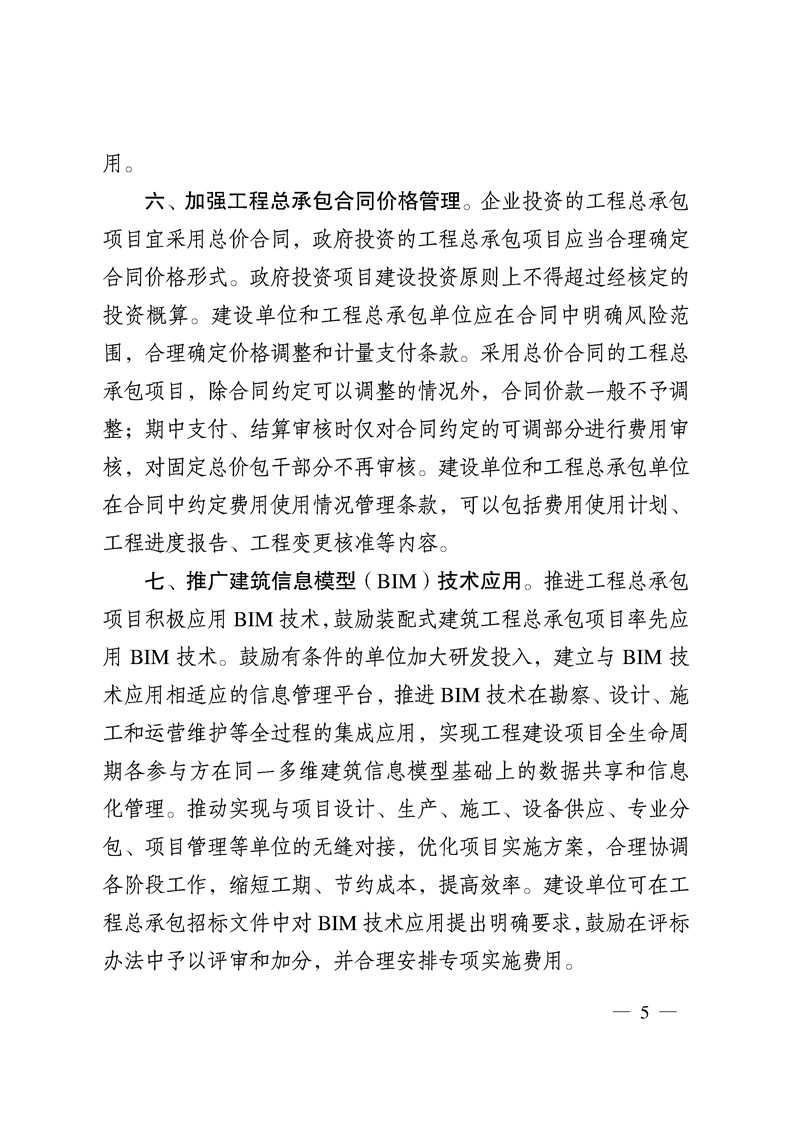 用。
六、加强工程总承包合同价格管理。企业投资的工程总承包
项目宜采用总价合同，政府投资的工程总承包项目应当合理确定
合同价格形式。政府投资项目建设投资原则上不得超过经核定的
投资概算。建设单位和工程总承包单位应在合同中明确风险范
围，合理确定价格调整和计量支付条款。采用总价合同的工程总
承包项目，除合同约定可以调整的情况外，合同价款一般不予调
整；期中支付、结算审核时仅对合同约定的可调部分进行费用审
核，对固定总价包干部分不再审核。建设单位和工程总承包单位
在合同中约定费用使用情况管理条款，可以包括费用使用计划、
工程进度报告、工程变更核准等内容。
七、推广建筑信息模型（BIM）技术应用。推进工程总承包
项目积极应用 BIM 技术，鼓励装配式建筑工程总承包项目率先应
用 BIM 技术。鼓励有条件的单位加大研发投入，建立与 BIM 技
术应用相适应的信息管理平台，推进 BIM 技术在勘察、设计、施
工和运营维护等全过程的集成应用，实现工程建设项目全生命周
期各参与方在同一多维建筑信息模型基础上的数据共享和信息
化管理。推动实现与项目设计、生产、施工、设备供应、专业分
包、项目管理等单位的无缝对接，优化项目实施方案，合理协调
各阶段工作，缩短工期、节约成本，提高效率。建设单位可在工
程总承包招标文件中对 BIM 技术应用提出明确要求，鼓励在评标
办法中予以评审和加分，并合理安排专项实施费用。
— 5 —